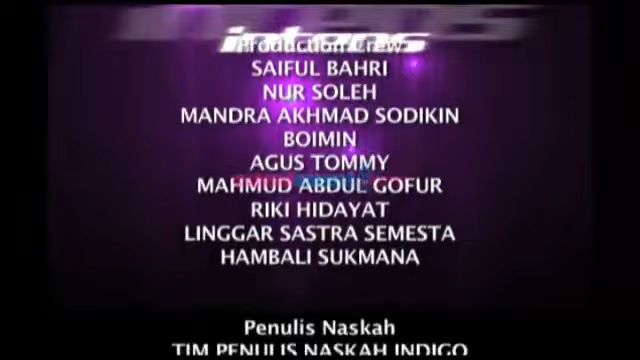 intens
Production Crew
SAIFUL BAHRI
NUR SOLEH
MANDRA AKHMAD SODIKIN
BOIMIN
AGUS TOMMY
MAHMUD ABDUL GOFUR
RIKI HIDAYAT
LINGGAR SASTRA SEMESTA
HAMBALI SUKMANA
Penulis Naskah
TIM PENULIS NASKAH INDIGO